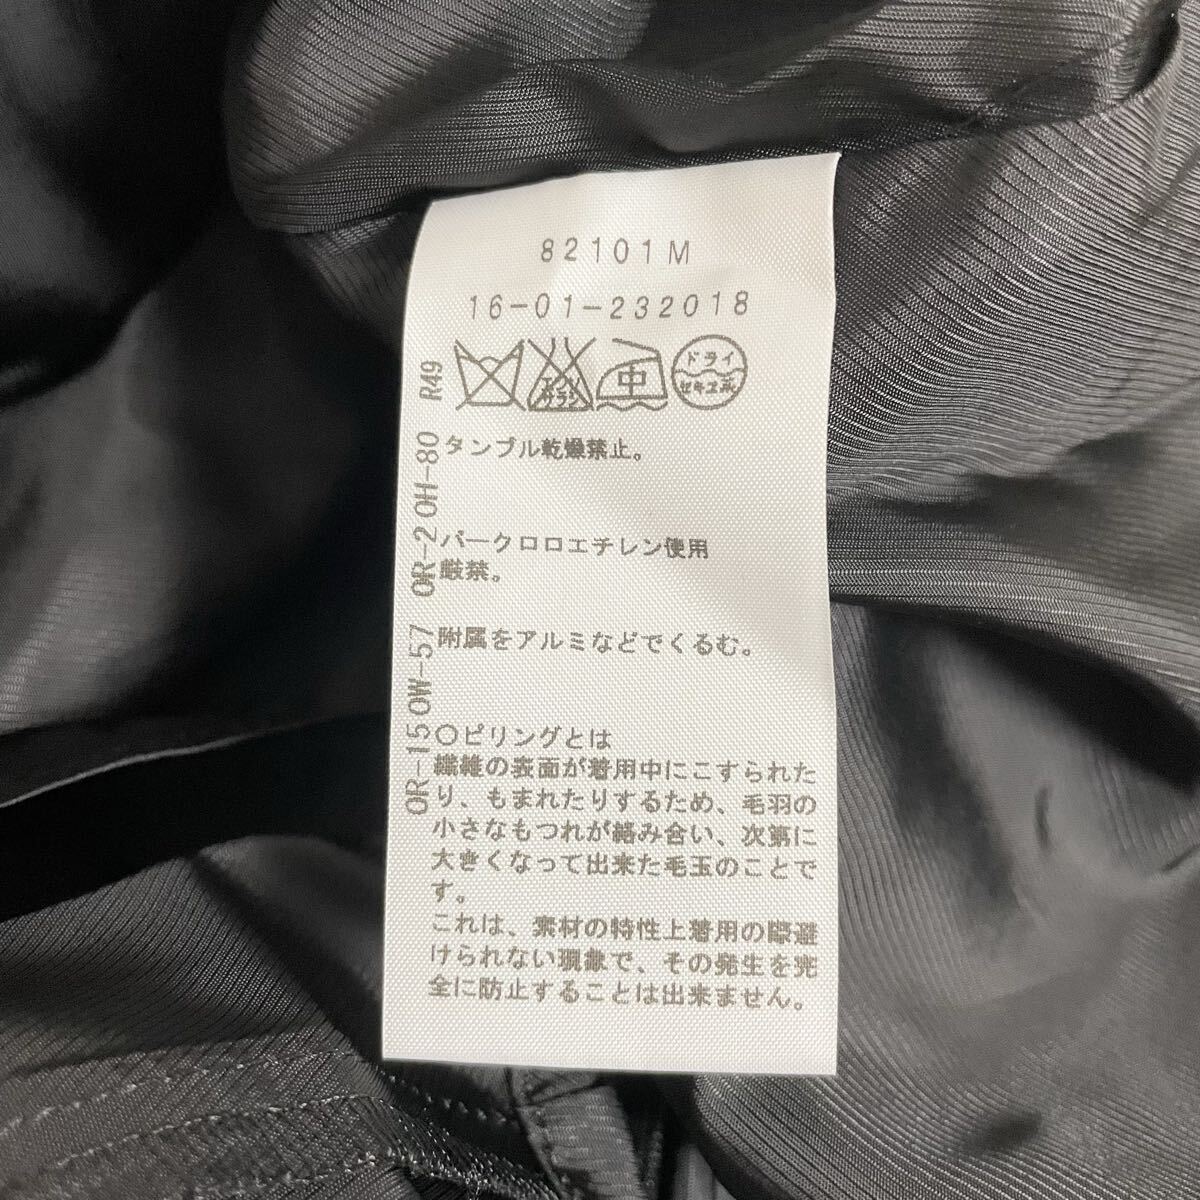 82101M
16-01-232018
エンソ
サラシ
中
ドライ
セキユ系
タンブル乾燥禁止。
パークロロエチレン使用
厳禁。
附属をアルミなどでくるむ。
○ピリングとは
繊維の表面が着用中にこすられた
り、もまれたりするため、毛羽の
小さなもつれが絡み合い、次第に
大きくなって出来た毛玉のことで
す。
これは、素材の特性上着用の際避
けられない現象で、その発生を完
全に防止することは出来ません。
OR-150W-57 OR-20H-80 R49